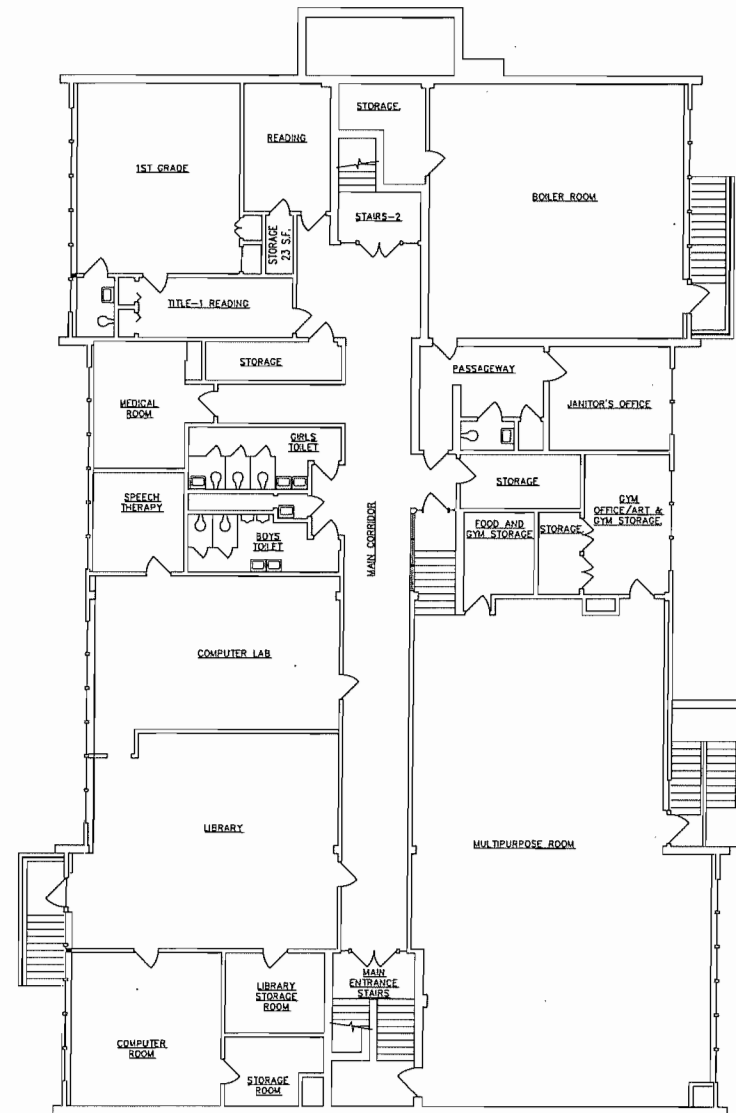 STORAGE
READING
1ST GRADE
BOILER ROOM
STAIRS-2
STORAGE
23 S.F.
TITLE-1 READING
STORAGE
PASSAGEWAY
MEDICAL
ROOM
JANITOR'S OFFICE
GIRLS
TOILET
STORAGE
SPEECH
THERAPY
GYM
OFFICE/ART &
GYM STORAGE
FOOD AND
GYM STORAGE
STORAGE
BOYS
TOILET
MAIN CORRIDOR
COMPUTER LAB
LIBRARY
MULTIPURPOSE ROOM
MAIN
ENTRANCE
STAIRS
LIBRARY
STORAGE
ROOM
COMPUTER
ROOM
STORAGE
ROOM